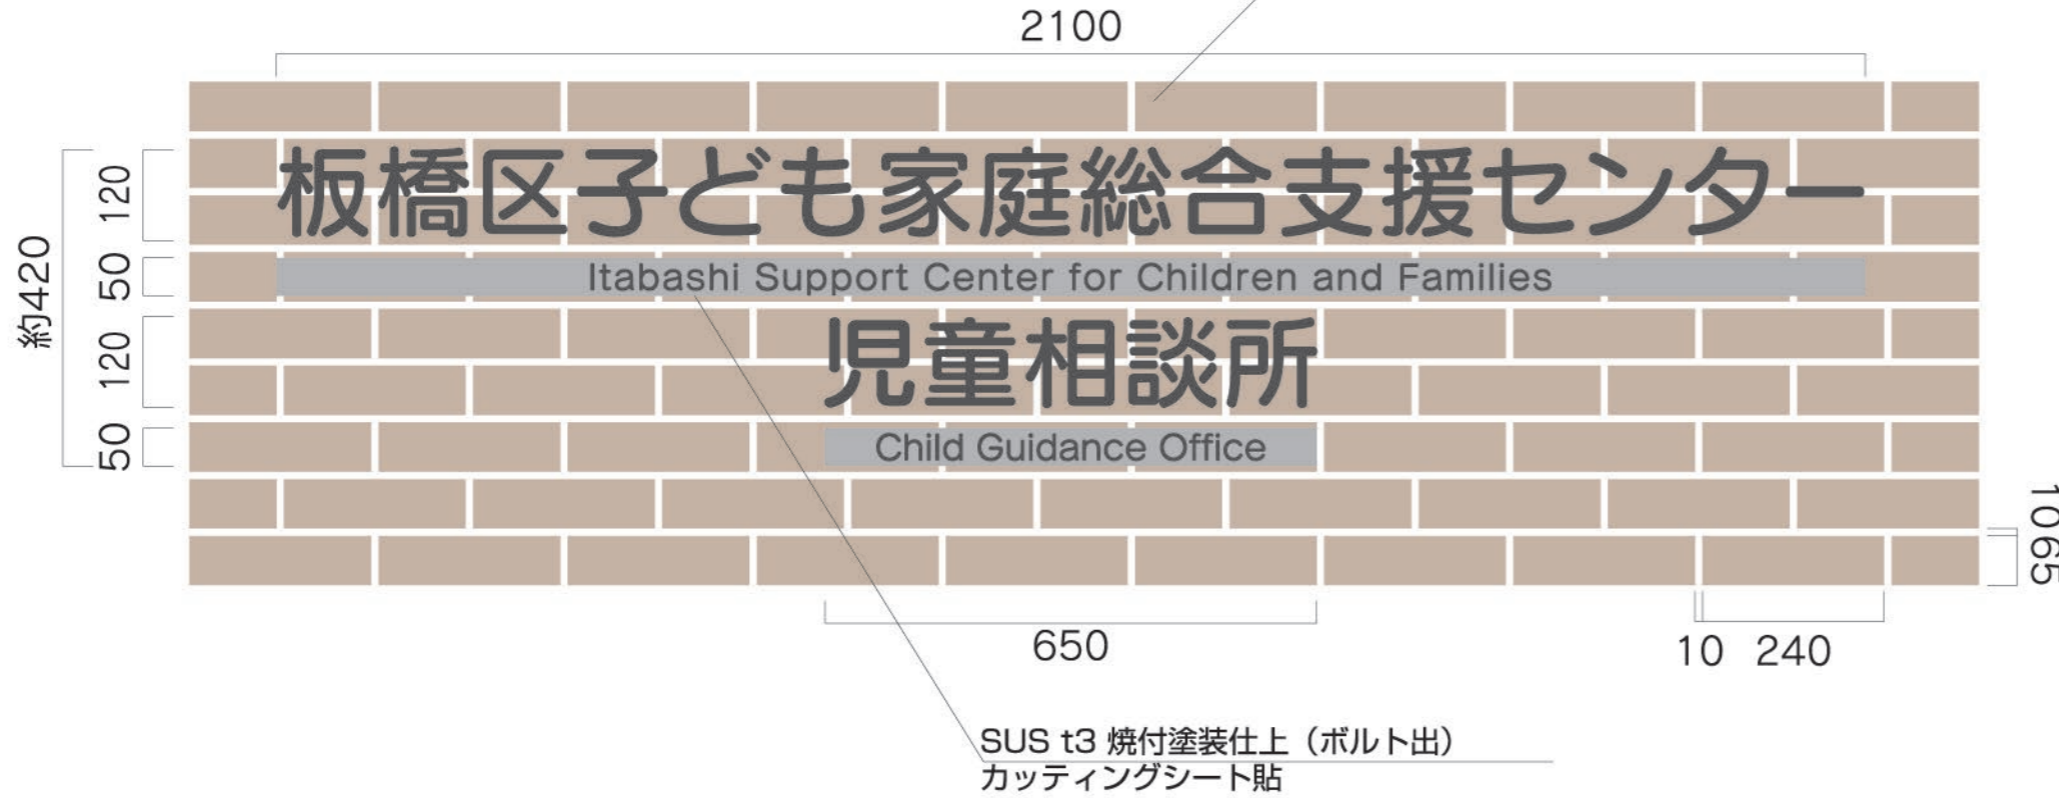 2100
板橋区子ども家庭総合支援センター
120
Itabashi Support Center for Children and Families
50
約420
児童相談所
120
Child Guidance Office
50
10
65
650
10 240
SUS t3 焼付塗装仕上（ボルト出）
カッティングシート貼